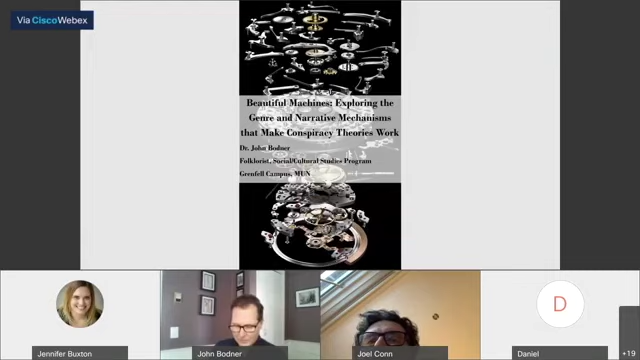 Via CiscoWebex
Beautiful Machines: Exploring the
Genre and Narrative Mechanisms
that Make Conspiracy Theories Work
Dr. John Bodner
Folklorist, Social/Cultural Studies Program
Grenfell Campus, MUN
D
Jennifer Buxton
John Bodner
Joel Conn
Daniel
+19